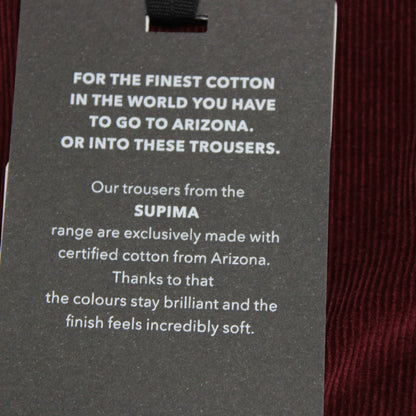 FOR THE FINEST COTTON
IN THE WORLD YOU HAVE
TO GO TO ARIZONA.
OR INTO THESE TROUSERS.
Our trousers from the
SUPIMA
range are exclusively made with
certified cotton from Arizona.
Thanks to that
the colours stay brilliant and the
finish feels incredibly soft.